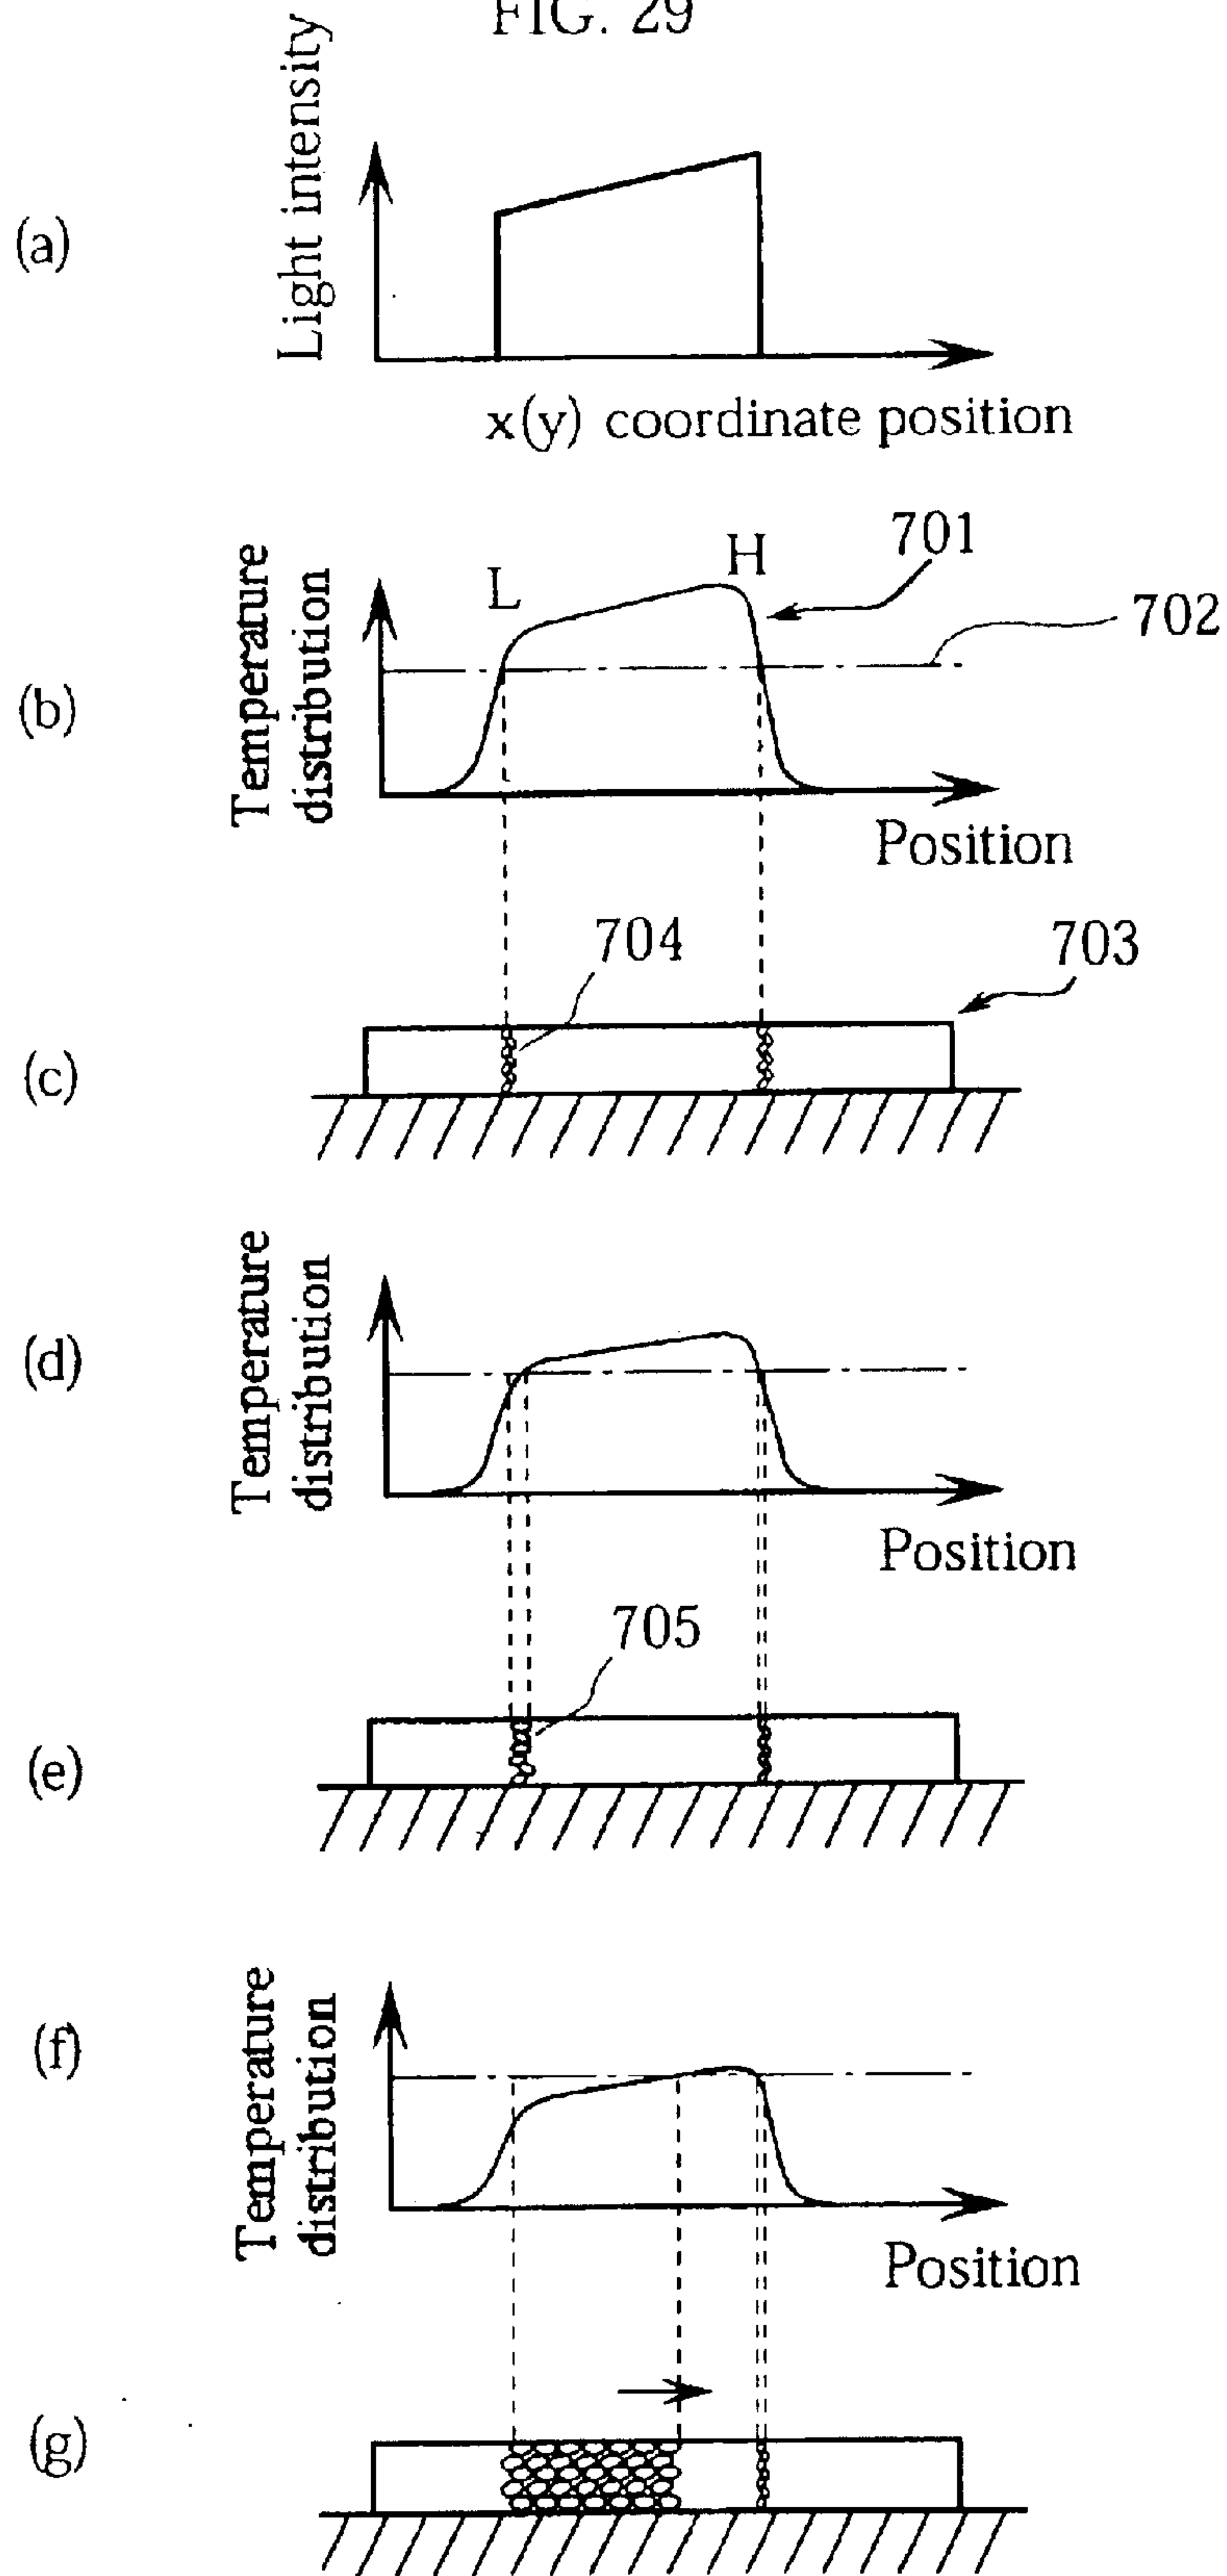 FIG. 29
(a)
Light intensity
x(y) coordinate position
(b)
Temperature
distribution
L
H
701
702
Position
(c)
704
703
(d)
Temperature
distribution
Position
(e)
705
(f)
Temperature
distribution
Position
(g)